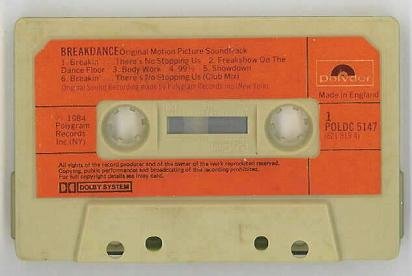 BREAKDANCE Original Motion Picture Soundtrack
1. Breakin' ... There's No Stopping Us 2. Freakshow On The
Dance Floor 3. Body Work 4. 99½ 5. Showdown
6. Breakin' ... There's No Stopping Us (Club Mix)
Original Sound Recording made by Polygram Records Inc (New York)
Polydor
Made in England
℗ 1984
Polygram
Records
Inc.(NY)
1
POLDC 5147
(821 919 4)
All rights of the record producer and of the owner of the work reproduced reserved.
Copying, public performance and broadcasting of this recording prohibited.
For full copyright details see inlay card.
DOLBY SYSTEM